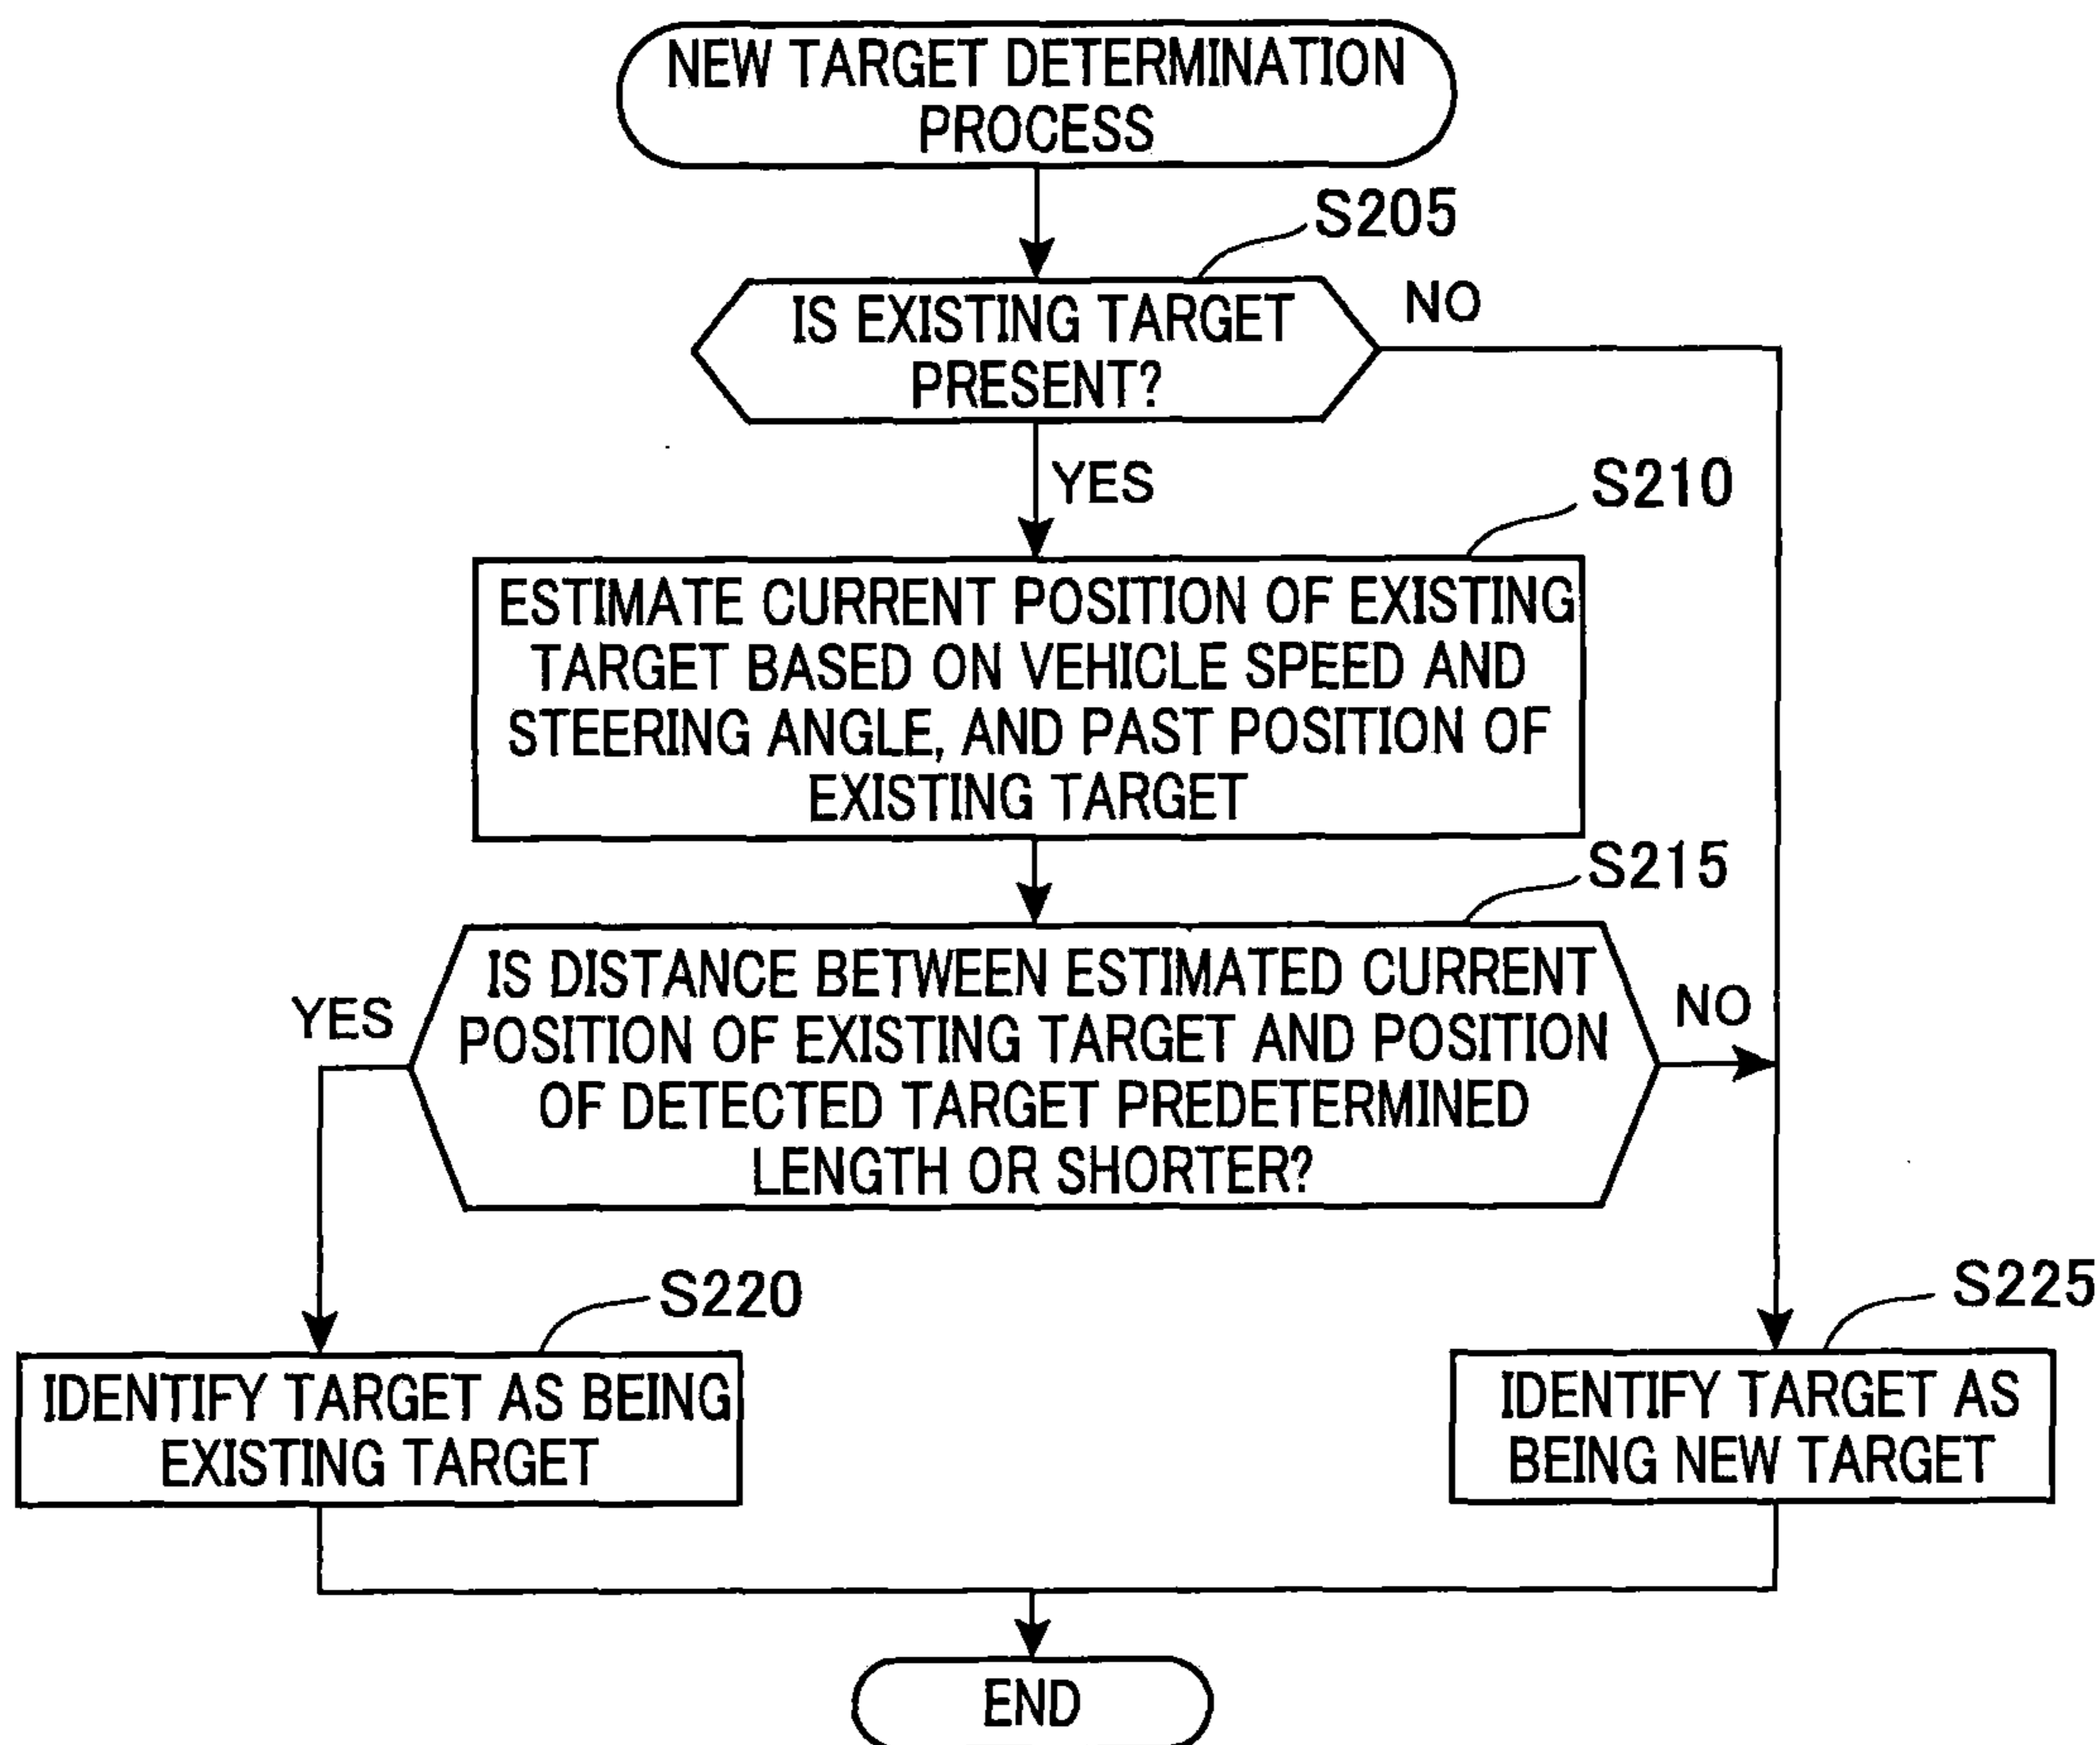 NEW TARGET DETERMINATION
PROCESS
S205
IS EXISTING TARGET
PRESENT?
NO
YES
S210
ESTIMATE CURRENT POSITION OF EXISTING
TARGET BASED ON VEHICLE SPEED AND
STEERING ANGLE, AND PAST POSITION OF
EXISTING TARGET
S215
IS DISTANCE BETWEEN ESTIMATED CURRENT
POSITION OF EXISTING TARGET AND POSITION
OF DETECTED TARGET PREDETERMINED
LENGTH OR SHORTER?
YES
NO
S220
IDENTIFY TARGET AS BEING
EXISTING TARGET
S225
IDENTIFY TARGET AS
BEING NEW TARGET
END